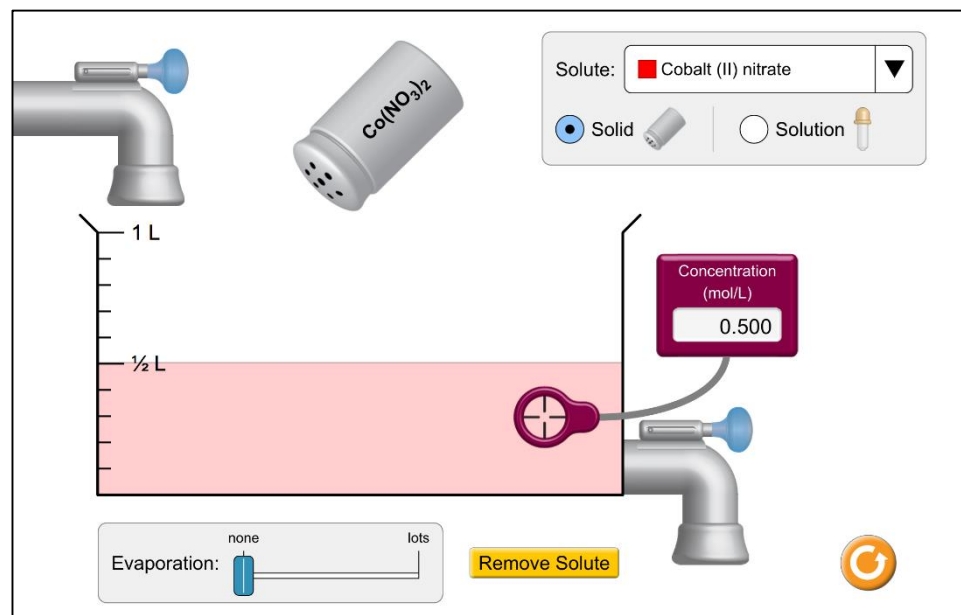 Co(NO₃)₂
Solute: Cobalt (II) nitrate
Solid Solution
1 L
Concentration
(mol/L)
0.500
½ L
none lots
Evaporation:
Remove Solute